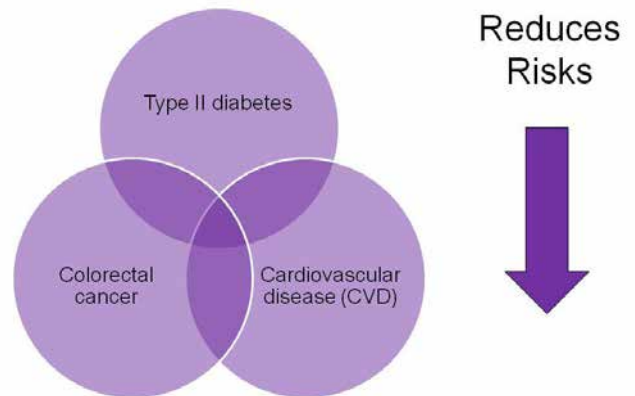 Reduces
Risks
Type II diabetes
Colorectal
cancer
Cardiovascular
disease (CVD)